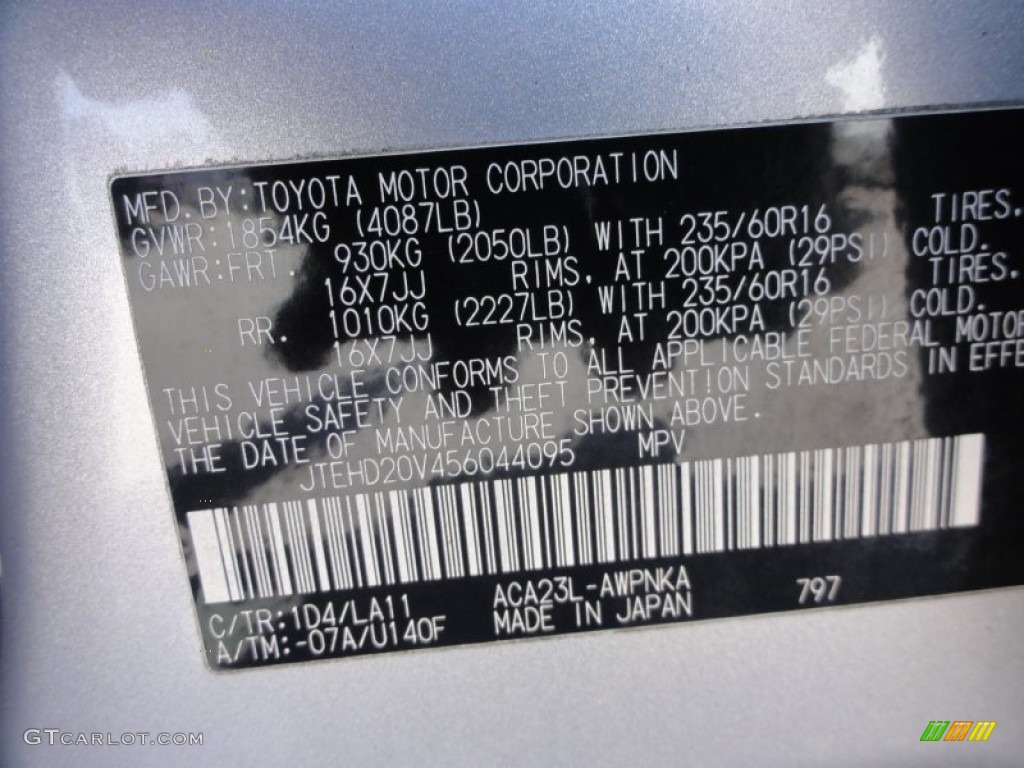 MFD. BY: TOYOTA MOTOR CORPORATION
GVWR: 1854KG (4087LB)
GAWR: FRT. 930KG (2050LB) WITH 235/60R16 TIRES.
16X7JJ RIMS. AT 200KPA (29PSI) COLD.
RR. 1010KG (2227LB) WITH 235/60R16 TIRES.
16X7JJ RIMS. AT 200KPA (29PSI) COLD.
THIS VEHICLE CONFORMS TO ALL APPLICABLE FEDERAL MOTOR
VEHICLE SAFETY AND THEFT PREVENTION STANDARDS IN EFFE
THE DATE OF MANUFACTURE SHOWN ABOVE.
JTEHD20V456044095 MPV
C/TR: 1D4/LA11 ACA23L-AWPNKA 797
A/TM: -07A/U140F MADE IN JAPAN
GTCARLOT.COM